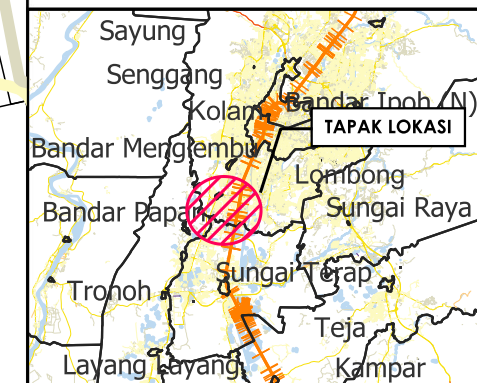 Sayung
Senggang
Kolam
Bandar Ipoh (N)
TAPAK LOKASI
Bandar Menglembu
Lombong
Bandar Papan
Sungai Raya
Sungai Terap
Tronoh
Teja
Layang Layang
Kampar